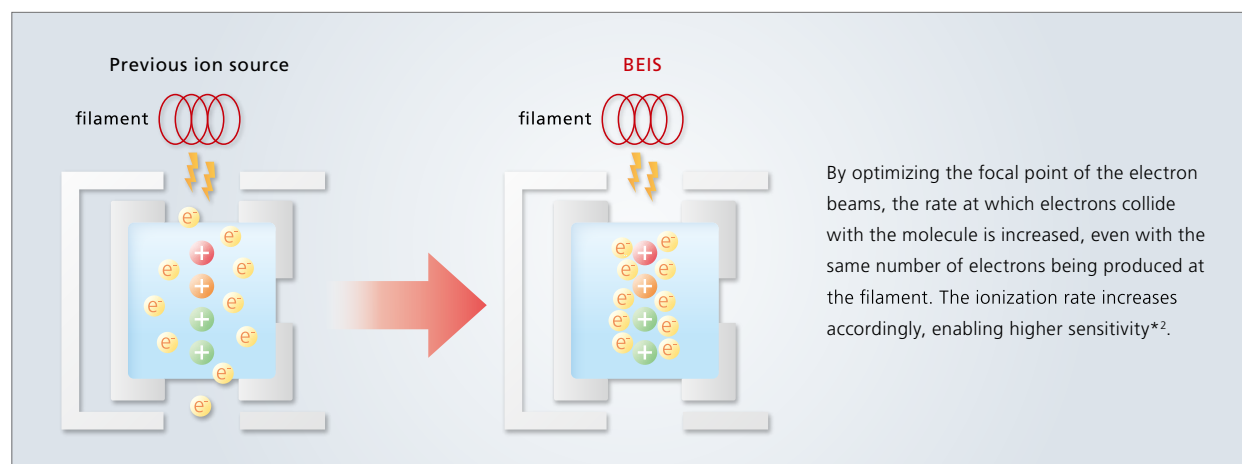 Previous ion source
filament
e-
e-
+
e-
e-
+
e-
e-
+
e-
e-
+
e-
e-
BEIS
filament
e-
+
e-
e-
e-
+
e-
e-
+
e-
e-
+
By optimizing the focal point of the electron
beams, the rate at which electrons collide
with the molecule is increased, even with the
same number of electrons being produced at
the filament. The ionization rate increases
accordingly, enabling higher sensitivity*2.